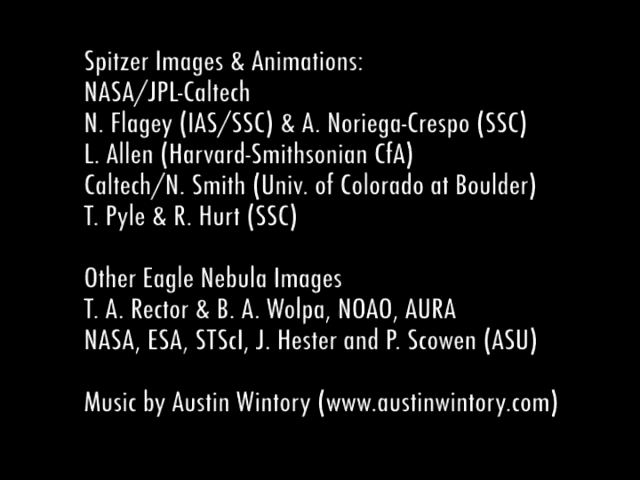 Spitzer Images & Animations:
NASA/JPL-Caltech
N. Flagey (IAS/SSC) & A. Noriega-Crespo (SSC)
L. Allen (Harvard-Smithsonian CfA)
Caltech/N. Smith (Univ. of Colorado at Boulder)
T. Pyle & R. Hurt (SSC)
Other Eagle Nebula Images
T. A. Rector & B. A. Wolpa, NOAO, AURA
NASA, ESA, STScI, J. Hester and P. Scowen (ASU)
Music by Austin Wintory (www.austinwintory.com)